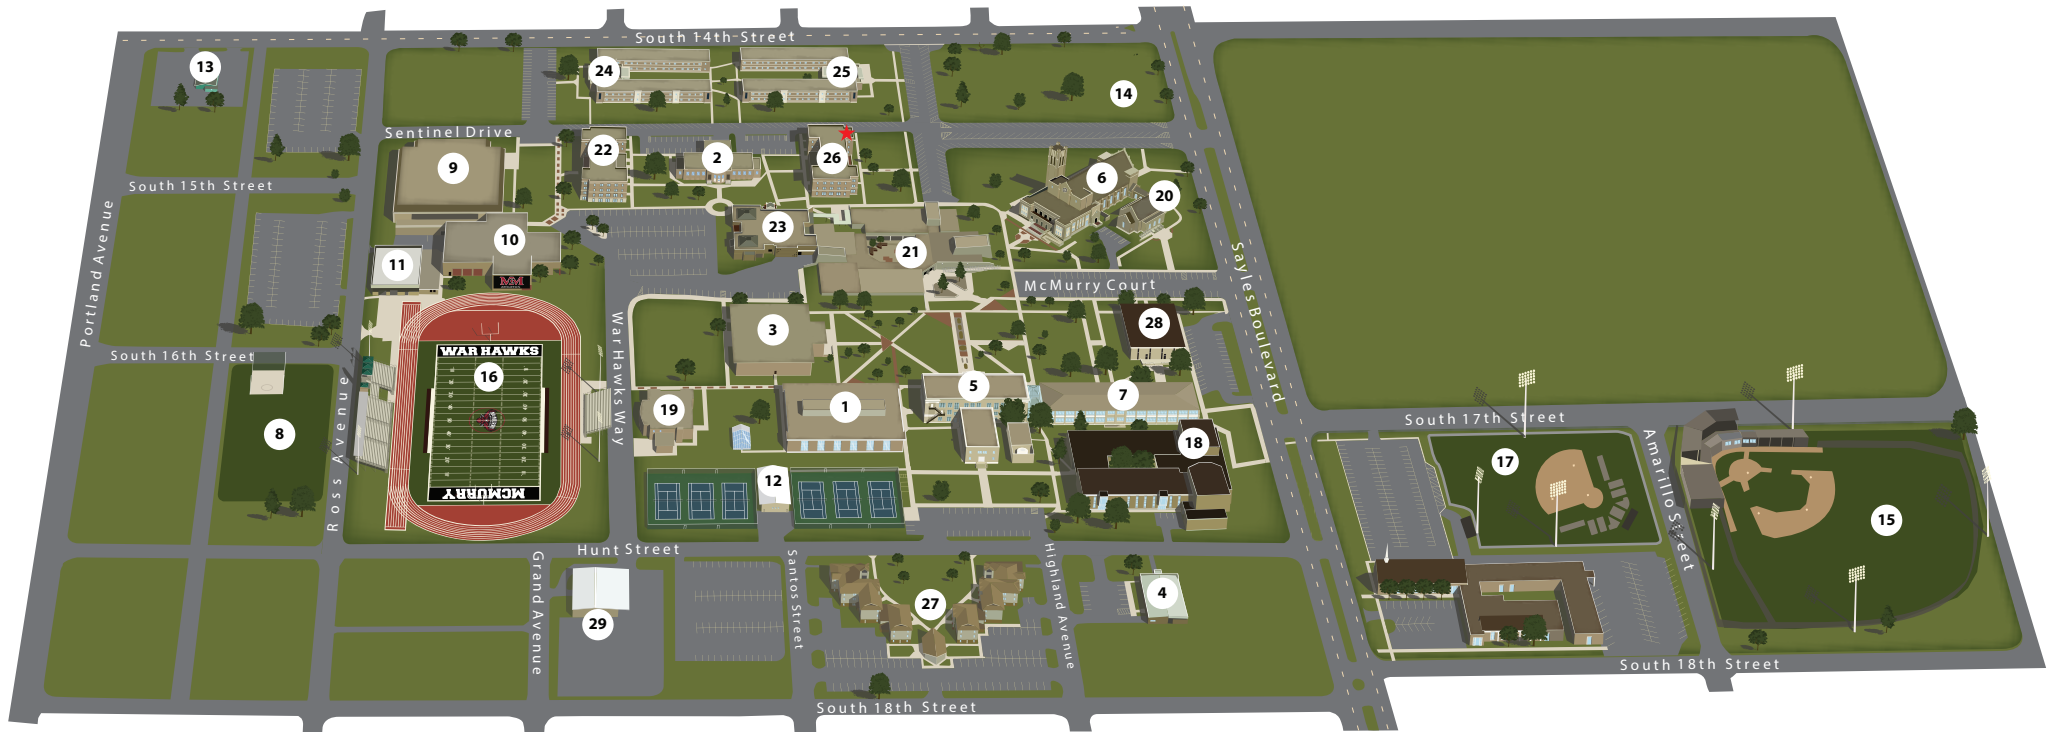 South 14th Street
13
24
25
14
Sentinel Drive
9
22
2
26
6
20
South 15th Street
Portland Avenue
10
23
21
11
MM
Sayles Boulevard
McMurry Court
War Hawks Way
3
28
South 16th Street
WAR HAWKS
16
Ross Avenue
8
19
1
5
7
18
South 17th Street
17
Amarillo Street
15
12
MCMURRY
Hunt Street
Grand Avenue
Santos Street
Highland Avenue
29
27
4
South 18th Street
South 18th Street